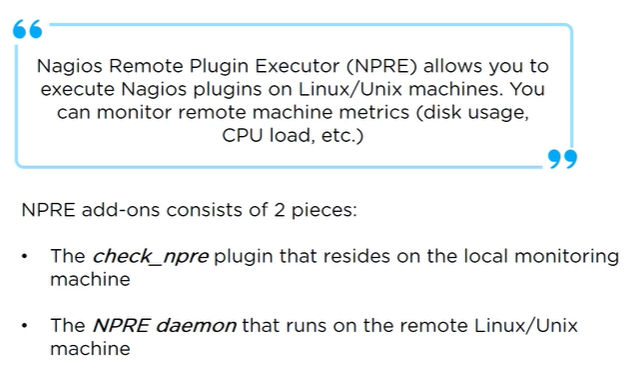 “
Nagios Remote Plugin Executor (NPRE) allows you to
execute Nagios plugins on Linux/Unix machines. You
can monitor remote machine metrics (disk usage,
CPU load, etc.)
”
NPRE add-ons consists of 2 pieces:
• The check_npre plugin that resides on the local monitoring
machine
• The NPRE daemon that runs on the remote Linux/Unix
machine